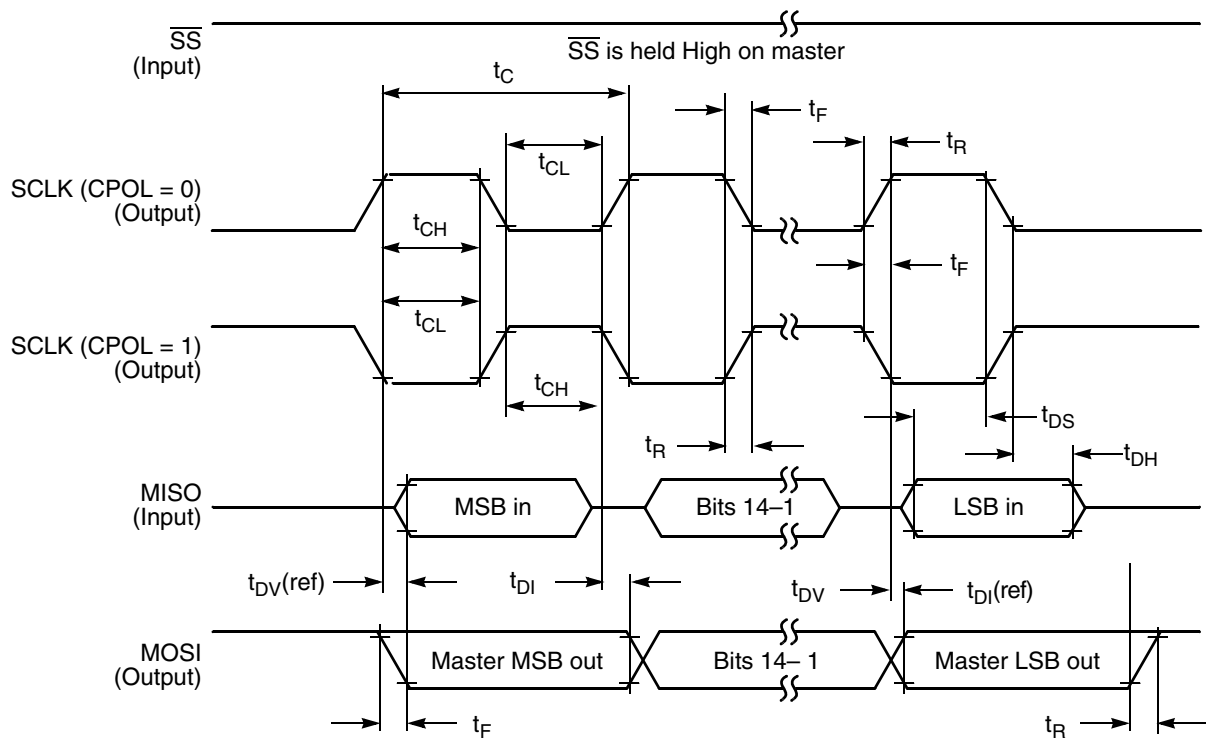 SS
(Input)
SS is held High on master
tC
tF
tR
tCL
SCLK (CPOL = 0)
(Output)
tCH
tF
tCL
SCLK (CPOL = 1)
(Output)
tCH
tDS
tR
tDH
MISO
(Input)
MSB in
Bits 14–1
LSB in
tDV(ref)
tDI
tDV
tDI(ref)
MOSI
(Output)
Master MSB out
Bits 14– 1
Master LSB out
tF
tR